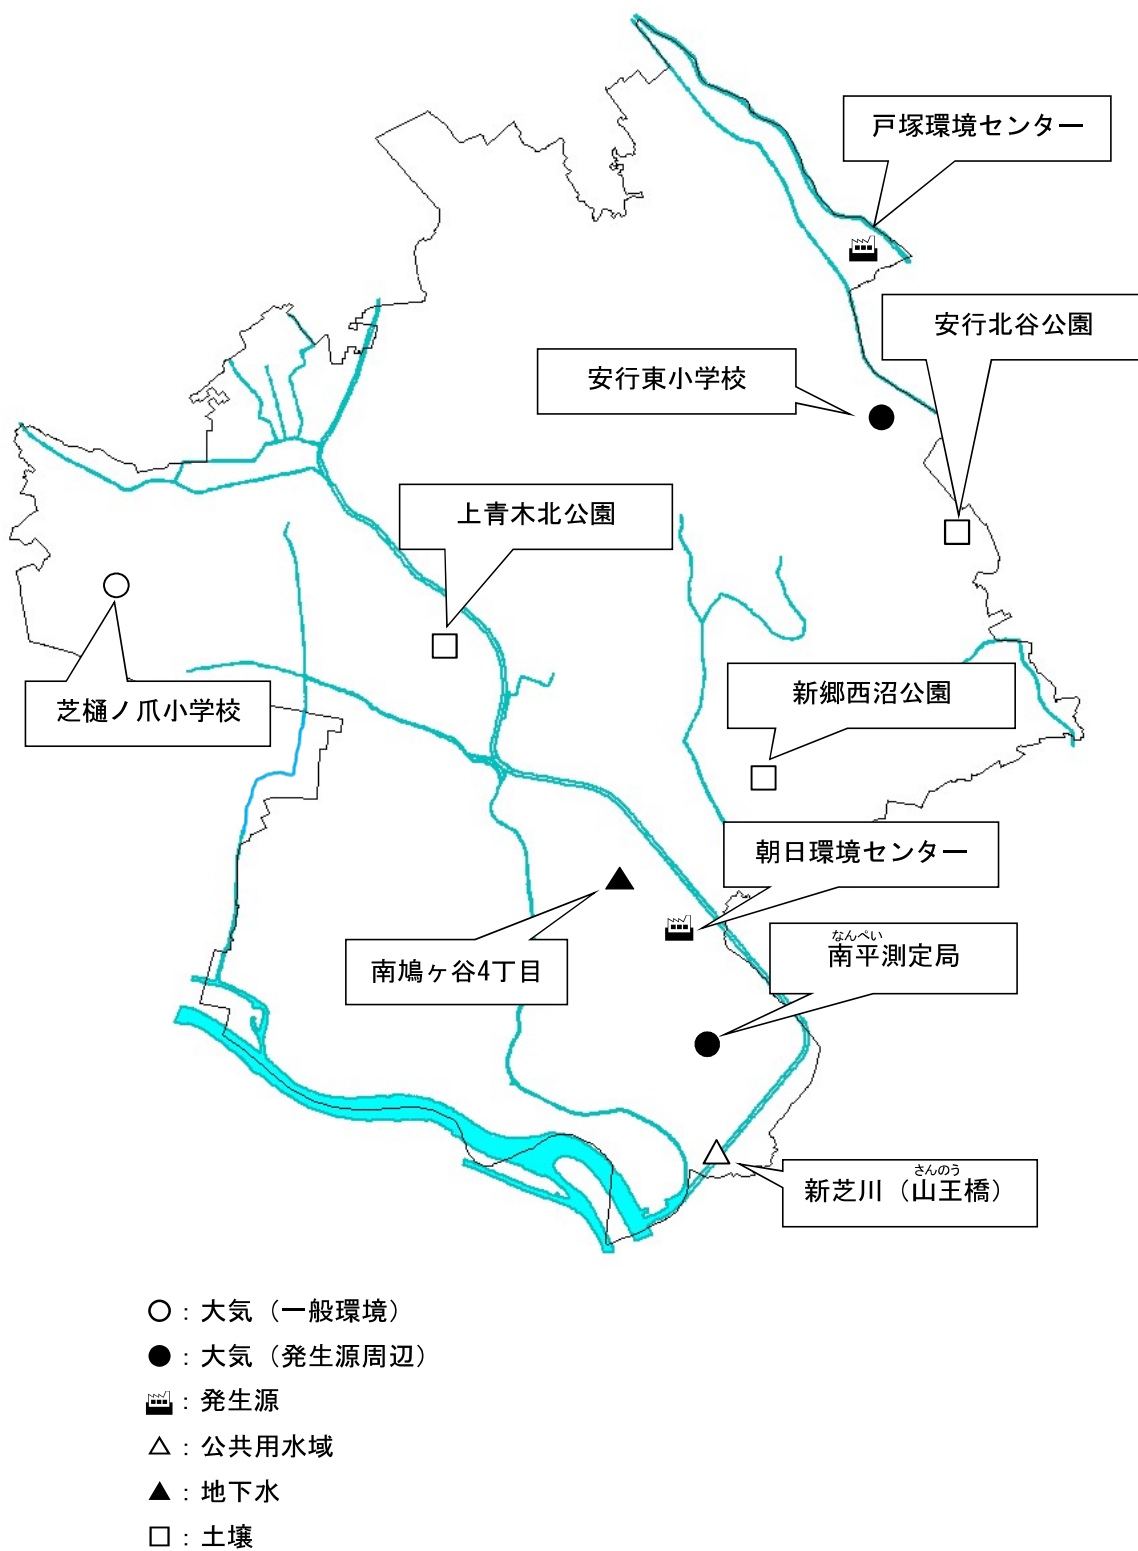 戸塚環境センター
安行北谷公園
安行東小学校
上青木北公園
芝樋ノ爪小学校
新郷西沼公園
朝日環境センター
なんぺい
南平測定局
南鳩ヶ谷4丁目
さんのう
新芝川（山王橋）
○：大気（一般環境）
●：大気（発生源周辺）
：発生源
△：公共用水域
▲：地下水
□：土壌